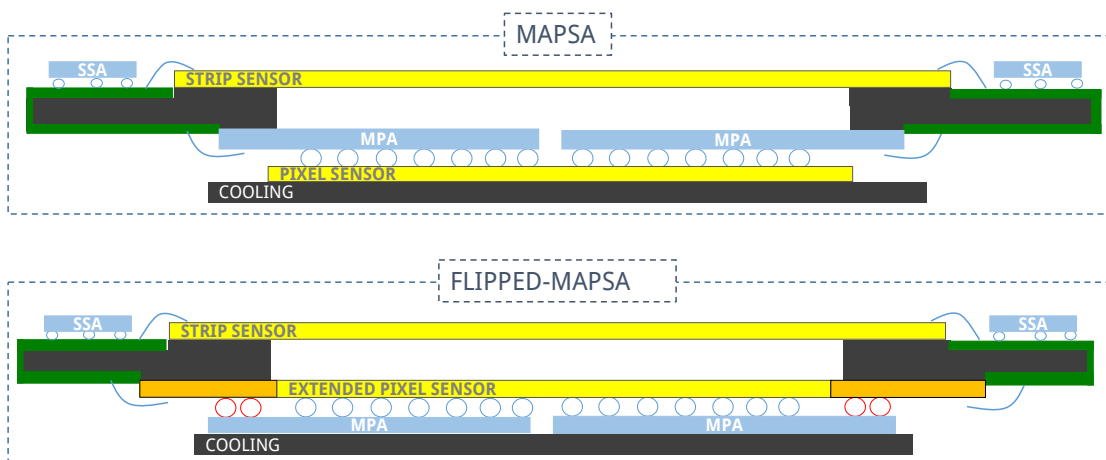 MAPSA
SSA
SSA
STRIP SENSOR
MPA
MPA
PIXEL SENSOR
COOLING
FLIPPED-MAPSA
SSA
SSA
STRIP SENSOR
EXTENDED PIXEL SENSOR
MPA
MPA
COOLING